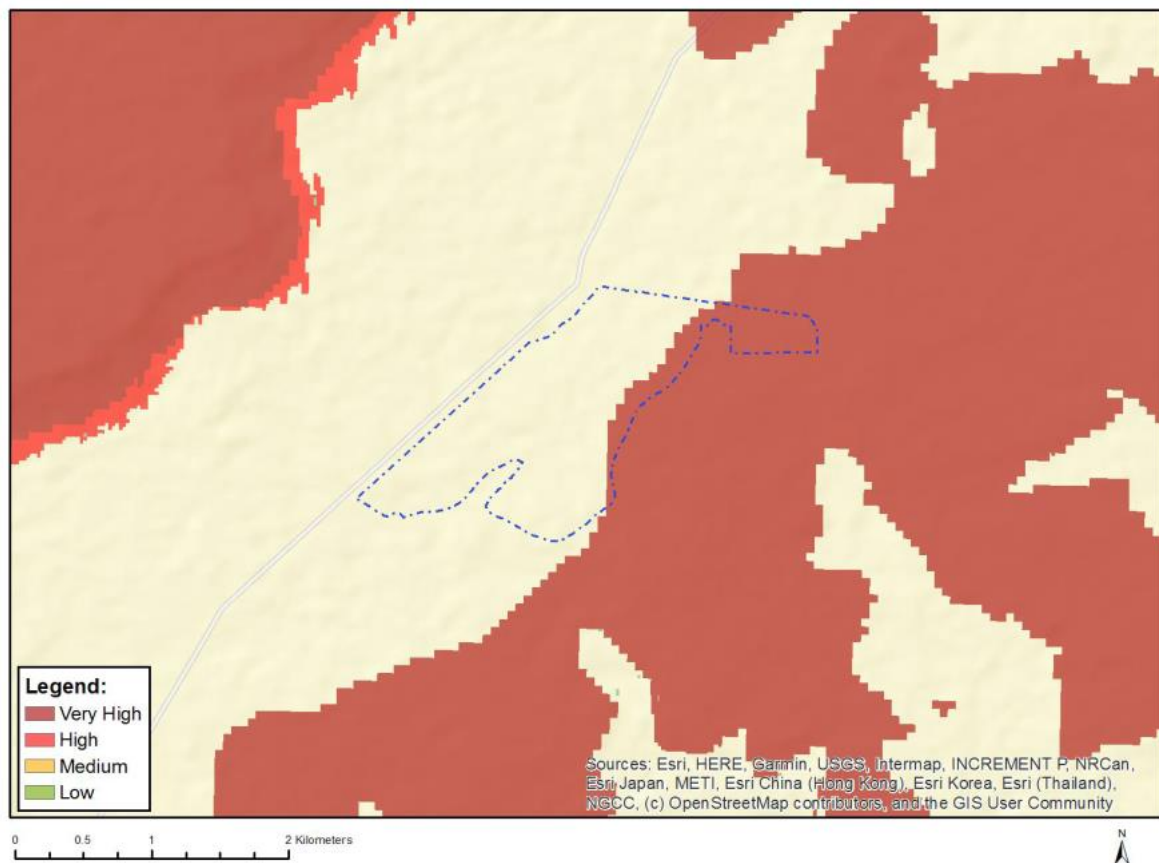 Legend:
Very High
High
Medium
Low
Sources: Esri, HERE, Garmin, USGS, Intermap, INCREMENT P, NRCan,
Esri Japan, METI, Esri China (Hong Kong), Esri Korea, Esri (Thailand),
NGCC, (c) OpenStreetMap contributors, and the GIS User Community
0 0.5 1 2 Kilometers
N